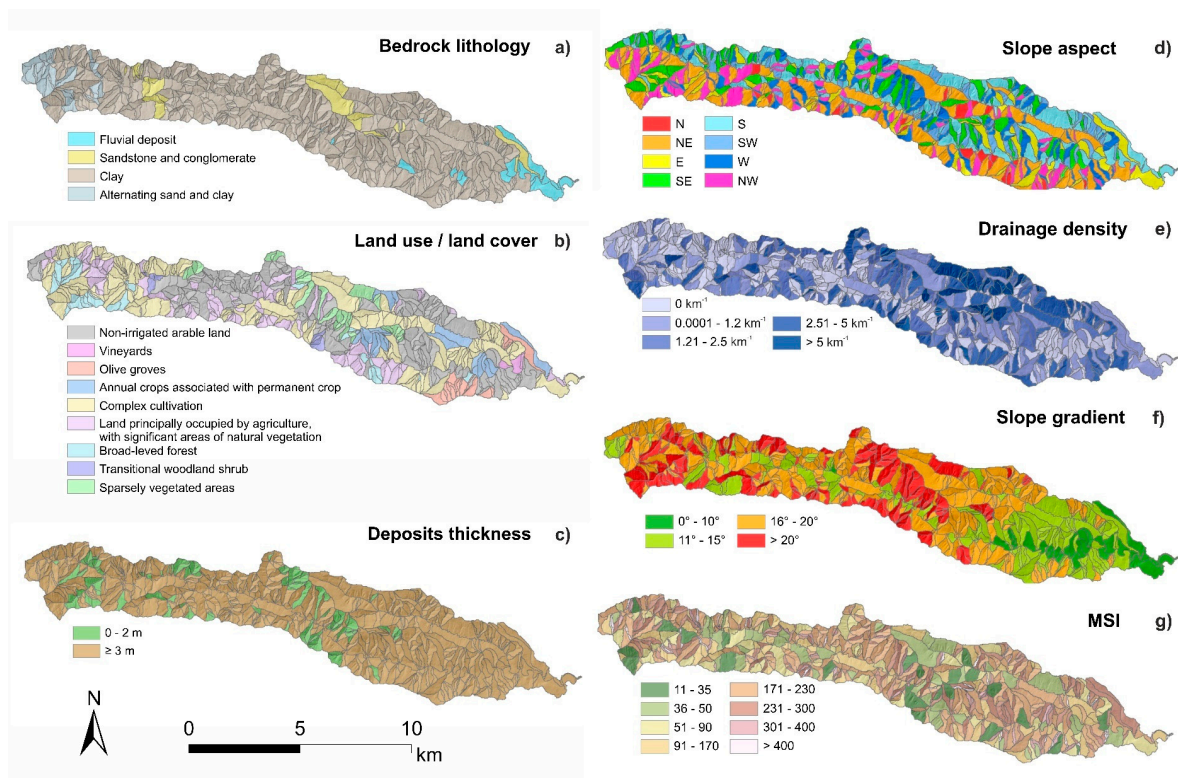 Bedrock lithology a)
Fluvial deposit
Sandstone and conglomerate
Clay
Alternating sand and clay
Land use / land cover b)
Non-irrigated arable land
Vineyards
Olive groves
Annual crops associated with permanent crop
Complex cultivation
Land principally occupied by agriculture,
with significant areas of natural vegetation
Broad-leved forest
Transitional woodland shrub
Sparsely vegetated areas
Deposits thickness c)
0 - 2 m
≥ 3 m
N
0 5 10
km
Slope aspect d)
N S
NE SW
E W
SE NW
Drainage density e)
0 km⁻¹
0.0001 - 1.2 km⁻¹ 2.51 - 5 km⁻¹
1.21 - 2.5 km⁻¹ > 5 km⁻¹
Slope gradient f)
0° - 10° 16° - 20°
11° - 15° > 20°
MSI g)
11 - 35 171 - 230
36 - 50 231 - 300
51 - 90 301 - 400
91 - 170 > 400